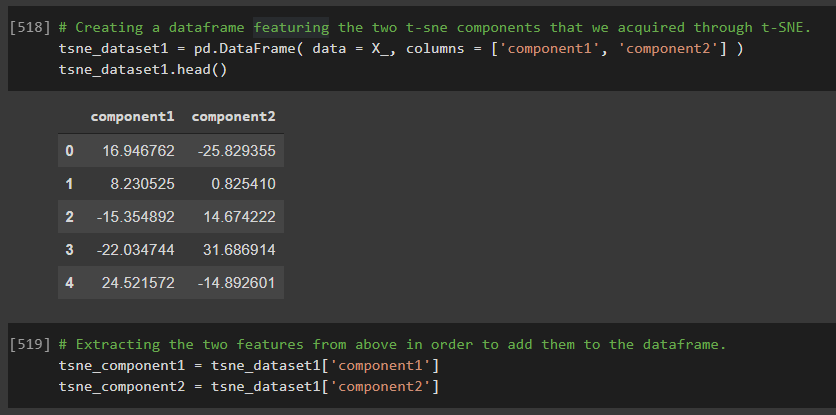 [518] # Creating a dataframe featuring the two t-sne components that we acquired through t-SNE.
tsne_dataset1 = pd.DataFrame( data = X_, columns = ['component1', 'component2'] )
tsne_dataset1.head()
component1 component2
0 16.946762 -25.829355
1 8.230525 0.825410
2 -15.354892 14.674222
3 -22.034744 31.686914
4 24.521572 -14.892601
[519] # Extracting the two features from above in order to add them to the dataframe.
tsne_component1 = tsne_dataset1['component1']
tsne_component2 = tsne_dataset1['component2']